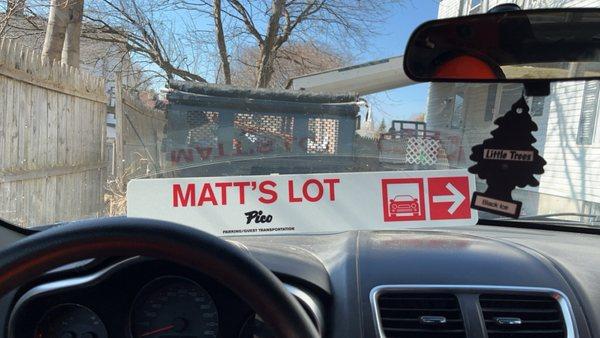 MATT'S LOT
Pico
PARKING/GUEST TRANSPORTATION
Little Trees
Black Ice